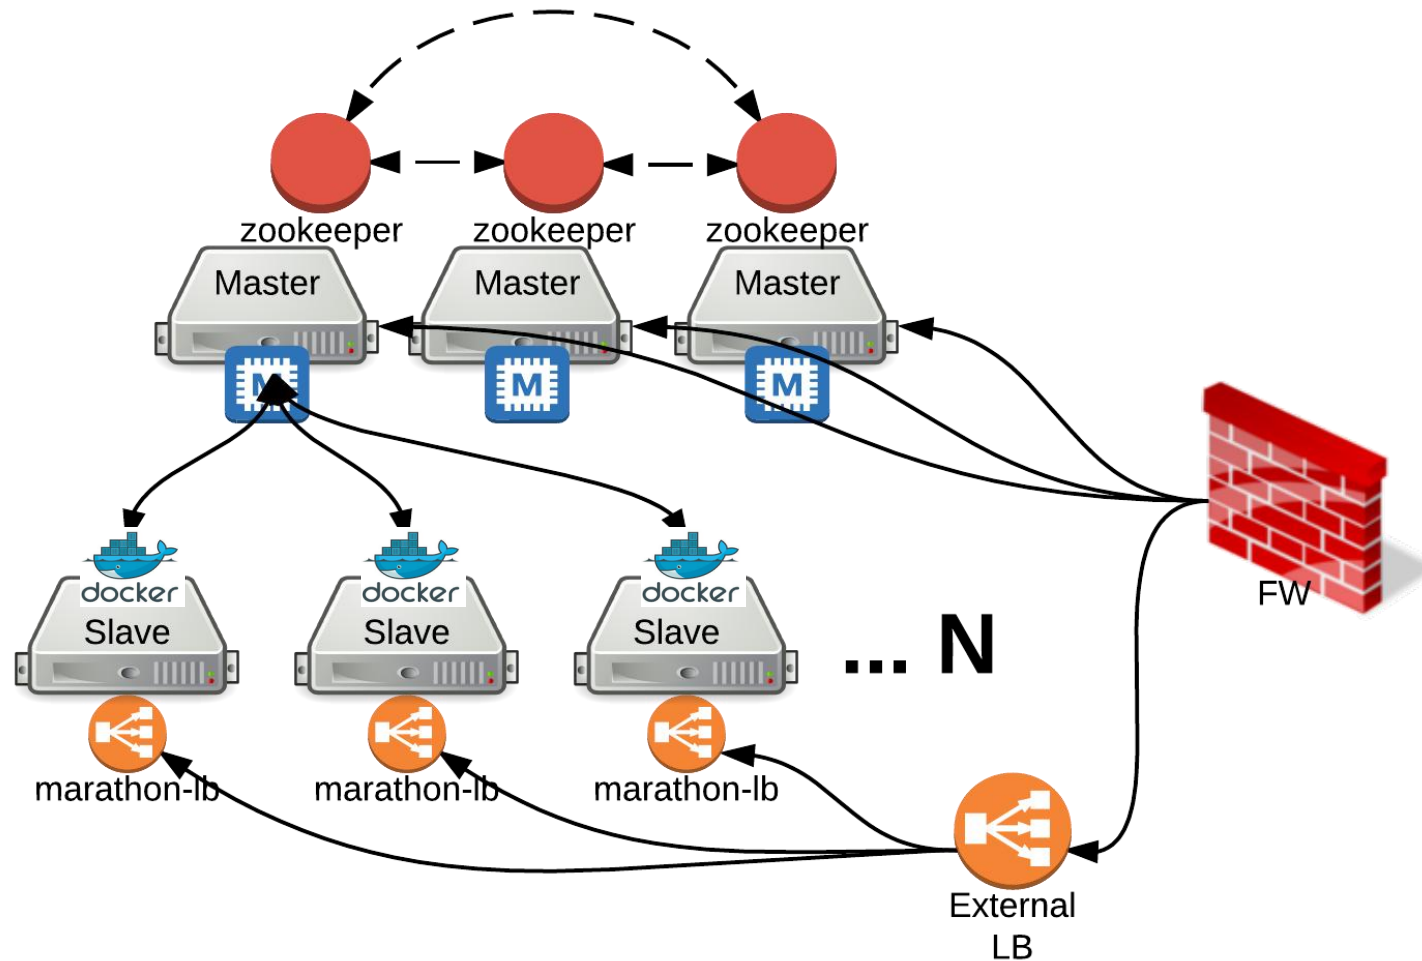 zookeeper
zookeeper
zookeeper
Master
Master
Master
M
M
M
docker
docker
docker
Slave
Slave
Slave
... N
FW
marathon-lb
marathon-lb
marathon-lb
External
LB